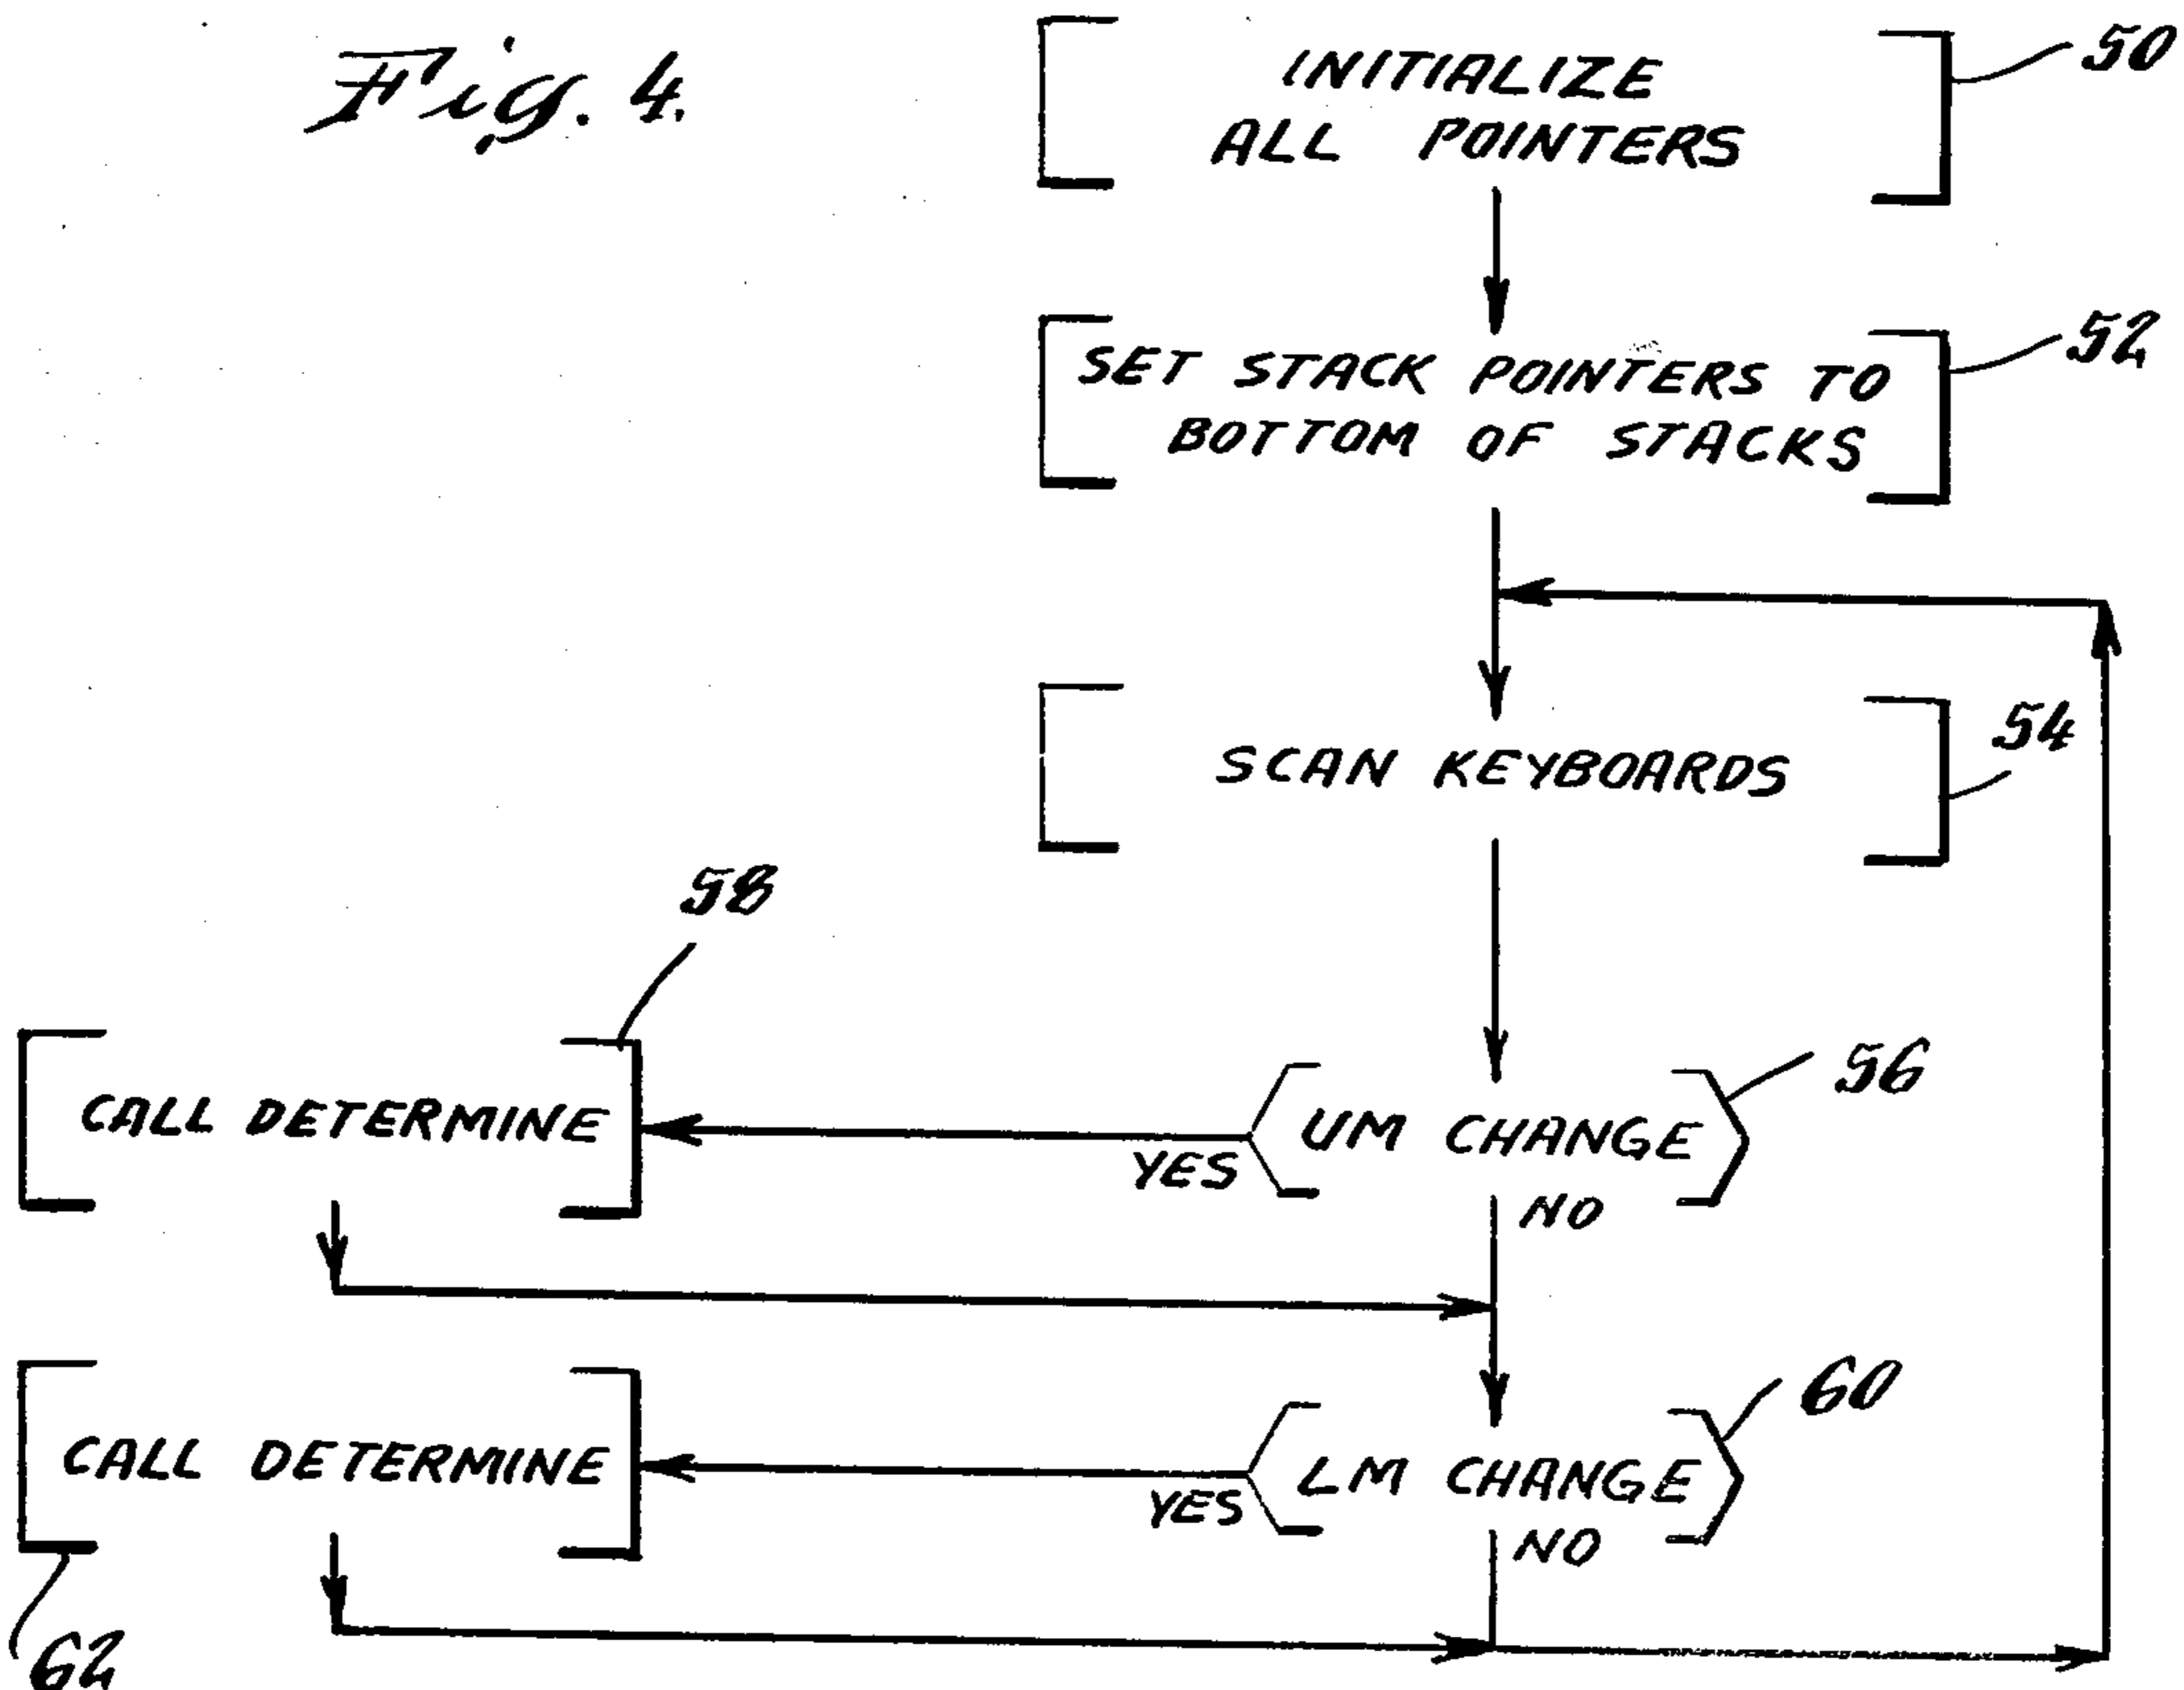 Fig. 4.
INITIALIZE
ALL POINTERS
50
SET STACK POINTERS TO
BOTTOM OF STACKS
52
SCAN KEYBOARDS
54
58
CALL DETERMINE
YES
UM CHANGE
56
NO
CALL DETERMINE
YES
LM CHANGE
60
NO
62